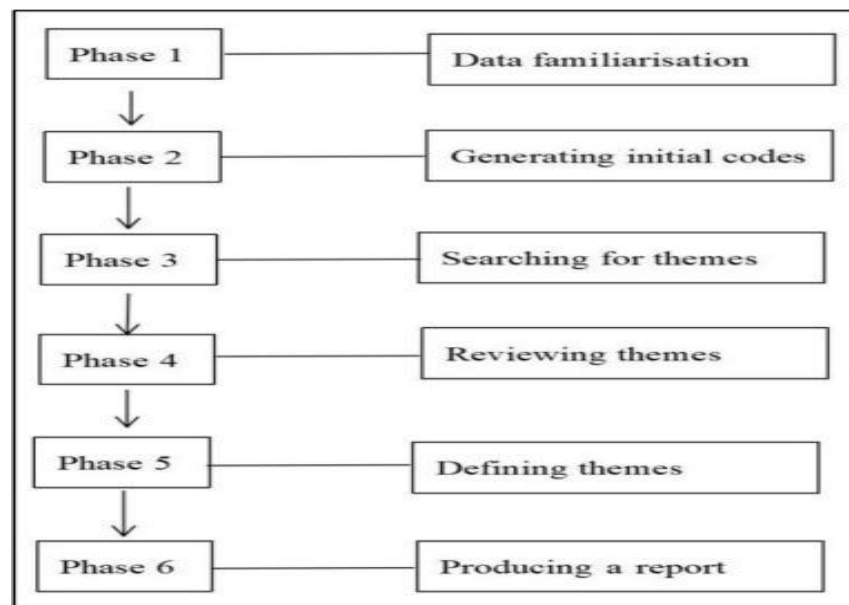 Phase 1
Data familiarisation
Phase 2
Generating initial codes
Phase 3
Searching for themes
Phase 4
Reviewing themes
Phase 5
Defining themes
Phase 6
Producing a report